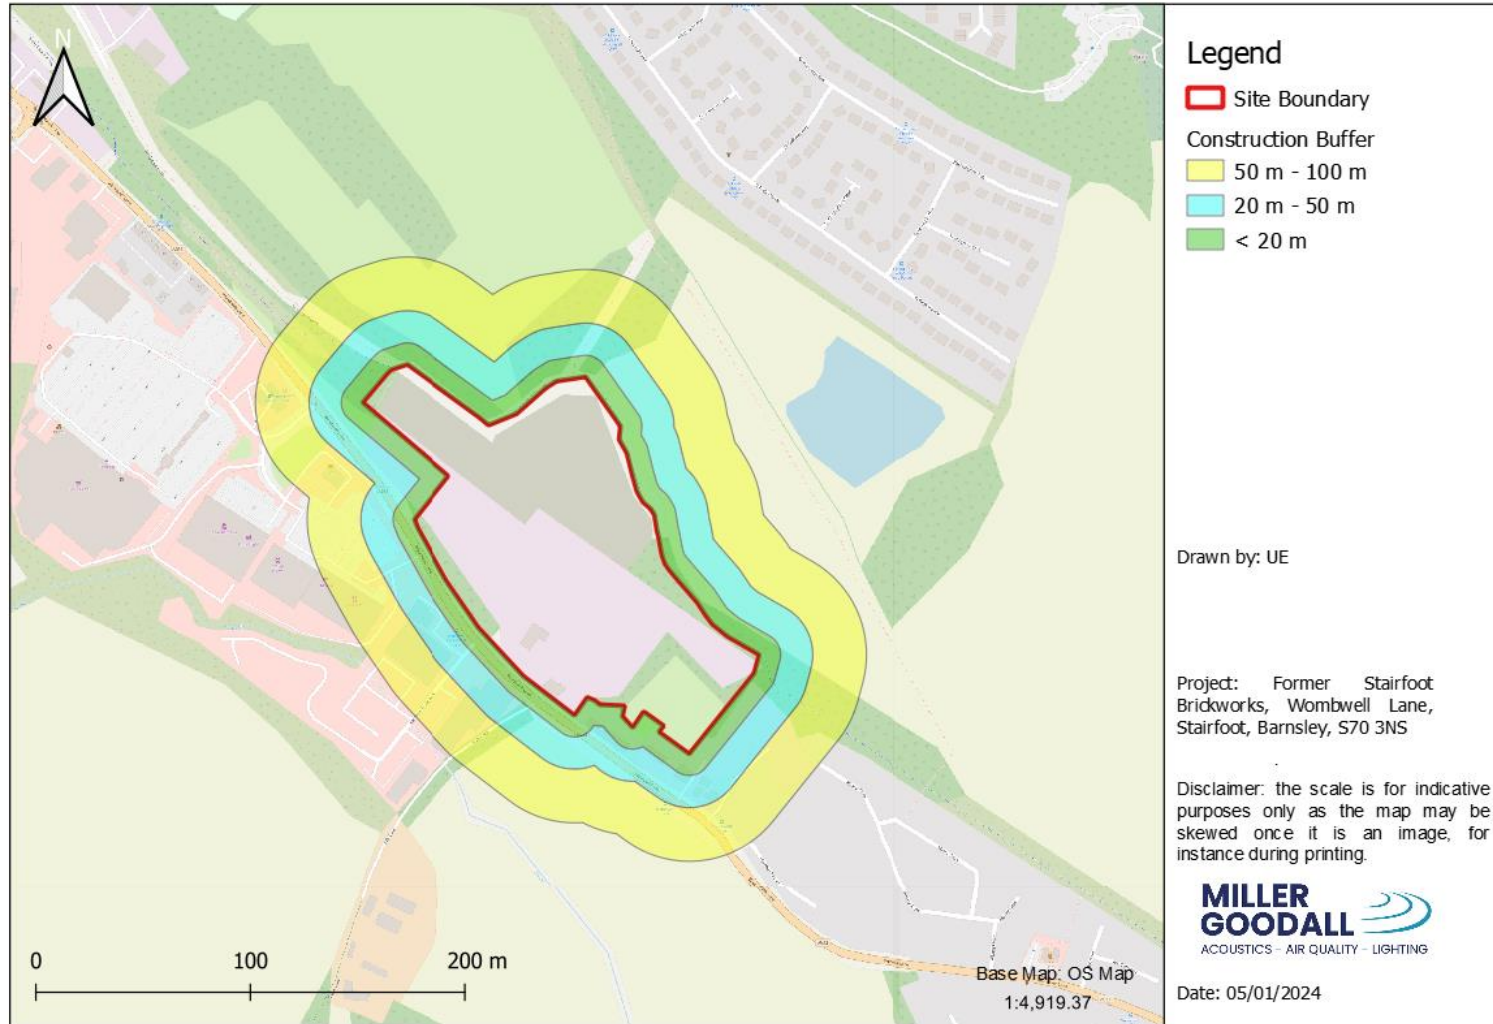 N
Legend
Site Boundary
Construction Buffer
50 m - 100 m
20 m - 50 m
< 20 m
Drawn by: UE
Project: Former Stairfoot
Brickworks, Wombwell Lane,
Stairfoot, Barnsley, S70 3NS
.
Disclaimer: the scale is for indicative
purposes only as the map may be
skewed once it is an image, for
instance during printing.
MILLER
GOODALL
ACOUSTICS - AIR QUALITY - LIGHTING
Date: 05/01/2024
0 100 200 m
Base Map: OS Map
1:4,919.37